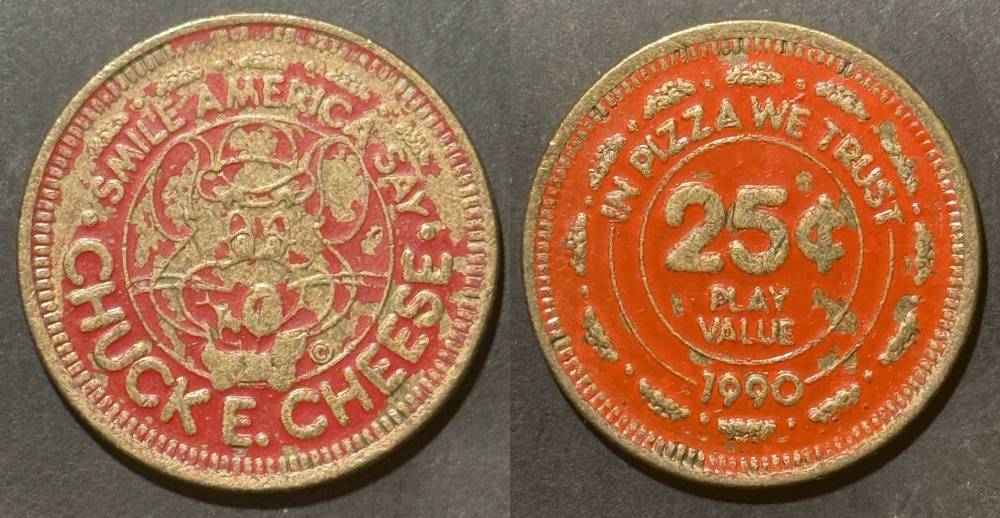 • SMILE AMERICA SAY •
CHUCK E. CHEESE
©
IN PIZZA WE TRUST
25¢
PLAY
VALUE
1990